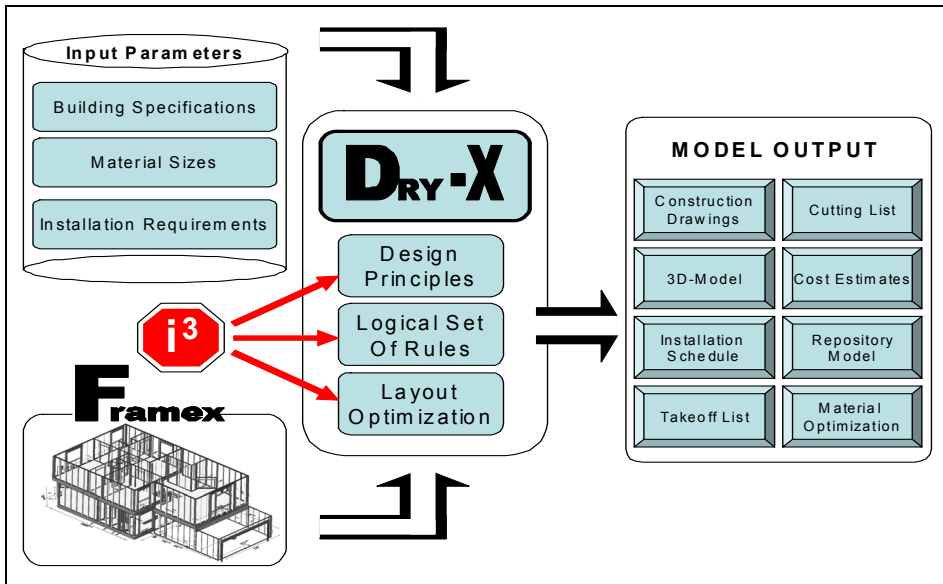 Input Parameters
Building Specifications
Material Sizes
Installation Requirements
i³
Framex
DRY-X
Design
Principles
Logical Set
Of Rules
Layout
Optimization
MODEL OUTPUT
Construction
Drawings
Cutting List
3D-Model
Cost Estimates
Installation
Schedule
Repository
Model
Takeoff List
Material
Optimization